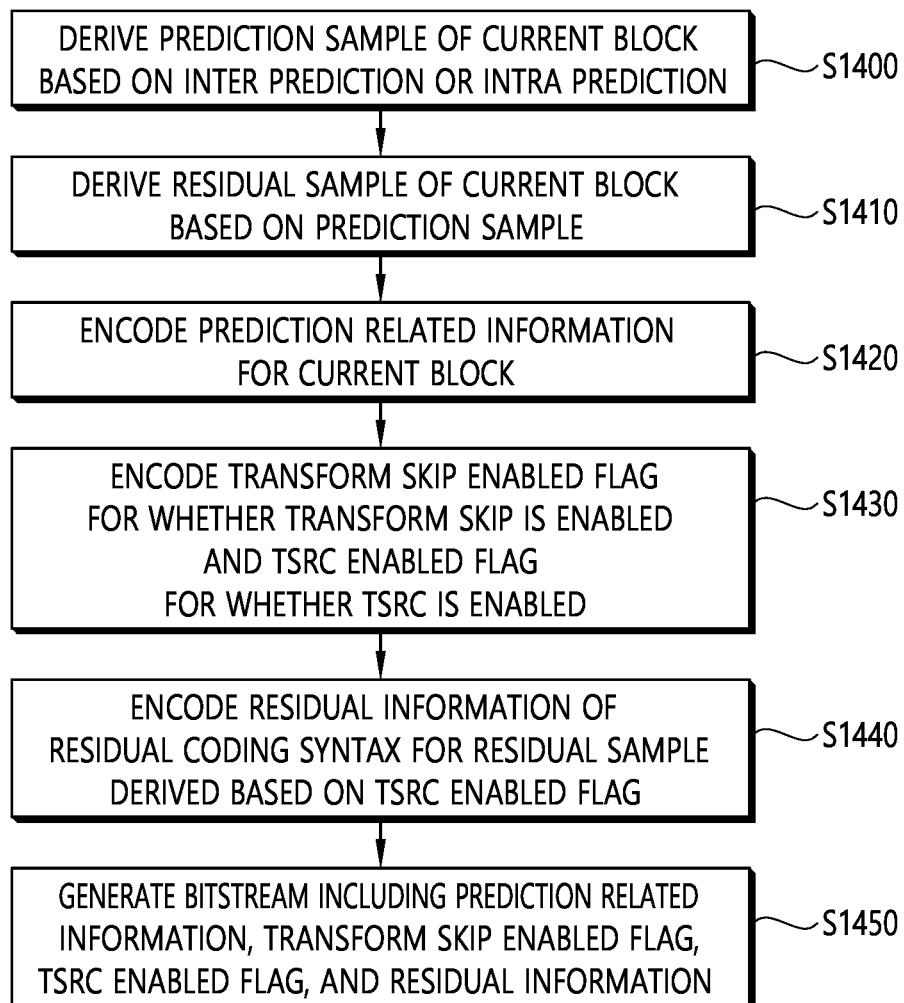 DERIVE PREDICTION SAMPLE OF CURRENT BLOCK
BASED ON INTER PREDICTION OR INTRA PREDICTION
S1400
DERIVE RESIDUAL SAMPLE OF CURRENT BLOCK
BASED ON PREDICTION SAMPLE
S1410
ENCODE PREDICTION RELATED INFORMATION
FOR CURRENT BLOCK
S1420
ENCODE TRANSFORM SKIP ENABLED FLAG
FOR WHETHER TRANSFORM SKIP IS ENABLED
AND TSRC ENABLED FLAG
FOR WHETHER TSRC IS ENABLED
S1430
ENCODE RESIDUAL INFORMATION OF
RESIDUAL CODING SYNTAX FOR RESIDUAL SAMPLE
DERIVED BASED ON TSRC ENABLED FLAG
S1440
GENERATE BITSTREAM INCLUDING PREDICTION RELATED
INFORMATION, TRANSFORM SKIP ENABLED FLAG,
TSRC ENABLED FLAG, AND RESIDUAL INFORMATION
S1450